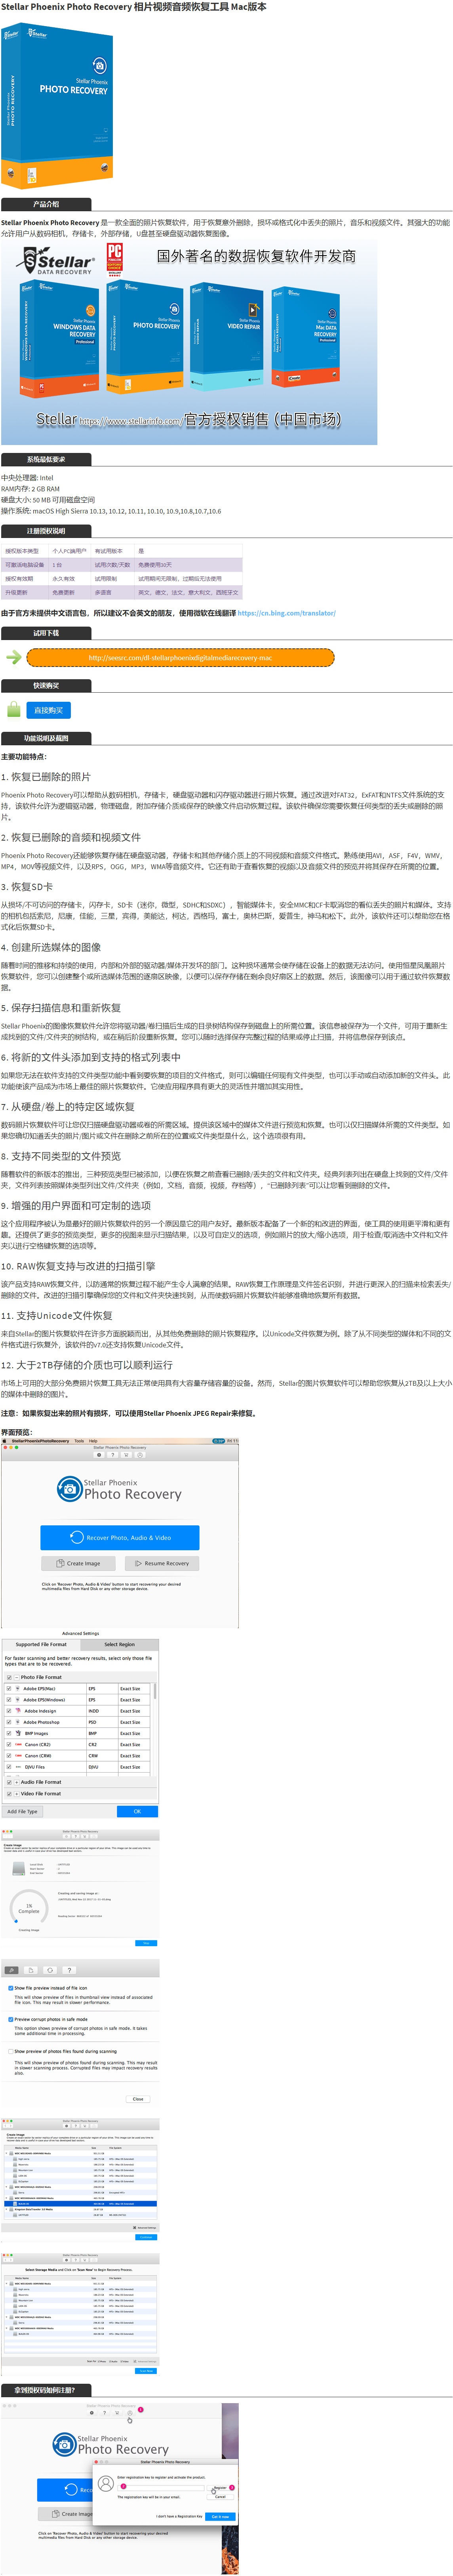 Stellar Phoenix Photo Recovery 相片视频音频恢复工具 Mac版本
Stellar Phoenix
PHOTO RECOVERY
产品介绍
Stellar Phoenix Photo Recovery 是一款全面的照片恢复软件，用于恢复意外删除，损坏或格式化中丢失的照片，音乐和视频文件。其强大的功能
允许用户从数码相机，存储卡，外部存储，U盘甚至硬盘驱动器恢复图像。
Stellar
DATA RECOVERY
国外著名的数据恢复软件开发商
WINDOWS DATA RECOVERY
PHOTO RECOVERY
VIDEO REPAIR
Mac DATA RECOVERY
Stellar https://www.stellarinfo.com/官方授权销售 (中国市场)
系统最低要求
中央处理器: Intel
RAM内存: 2 GB RAM
硬盘大小: 50 MB 可用磁盘空间
操作系统: macOS High Sierra 10.13, 10.12, 10.11, 10.10, 10.9,10.8,10.7,10.6
注册授权说明
授权版本类型 个人PC端用户 有试用版本 是
可激活电脑设备 1 台 试用次数/天数 免费使用30天
授权有效期 永久有效 试用限制 试用期间无限制，过期后无法使用
升级更新 免费更新 多语言 英文，德文，法文，意大利文，西班牙文
由于官方未提供中文语言包，所以建议不会英文的朋友，使用微软在线翻译 https://cn.bing.com/translator/
试用下载
http://seosrc.com/dl-stellarphoenixdigitalmediarecovery-mac
快读购买
直接购买
功能说明及截图
主要功能特点：
1. 恢复已删除的照片
Phoenix Photo Recovery可以帮助从数码相机，存储卡，硬盘驱动器和闪存驱动器进行照片恢复。通过改进对FAT32，ExFAT和NTFS文件系统的支
持，该软件允许为逻辑驱动器，物理磁盘，附加存储介质或保存的映像文件启动恢复过程。该软件确保您需要恢复任何类型的丢失或删除的照
片。
2. 恢复已删除的音频和视频文件
Phoenix Photo Recovery还能够恢复存储在硬盘驱动器，存储卡和其他存储介质上的不同视频和音频文件格式。熟练使用AVI，ASF，F4V，WMV，
MP4，MOV等视频文件，以及RPS，OGG，MP3，WMA等音频文件。它还有助于查看恢复的视频以及音频文件的预览并将其保存在所需的位置。
3. 恢复SD卡
从损坏/不可访问的存储卡，闪存卡，SD卡（迷你，微型，SDHC和SDXC），智能媒体卡，安全MMC和CF卡取消您的看似丢失的照片和媒体。支持
的相机包括索尼，尼康，佳能，三星，宾得，美能达，柯达，西格玛，富士，奥林巴斯，爱普生，神马和松下。此外，该软件还可以帮助您在格
式化后恢复SD卡。
4. 创建所选媒体的图像
随着时间的推移和持续的使用，内部和外部的驱动器/媒体开发坏的部门。这种损坏通常会使存储在设备上的数据无法访问。使用恒星凤凰照片
恢复软件，您可以创建整个或所选媒体范围的逐扇区映像，以便可以保存存储在剩余良好扇区上的数据。然后，该图像可以用于通过软件恢复数
据。
5. 保存扫描信息和重新恢复
Stellar Phoenix的图像恢复软件允许您将驱动器/卷扫描后生成的目录树结构保存到磁盘上的所需位置。该信息被保存为一个文件，可用于重新生
成找到的文件/文件夹的树结构，或在稍后阶段重新恢复。您可以随时选择保存完整过程的结果或停止扫描，并将信息保存到该点。
6. 将新的文件头添加到支持的格式列表中
如果您无法在软件支持的文件类型功能中看到要恢复的项目的文件格式，则可以编辑任何现有文件类型，也可以手动或自动添加新的文件头。此
功能使该产品成为市场上最佳的照片恢复软件。它使应用程序具有更大的灵活性并增加其实用性。
7. 从硬盘/卷上的特定区域恢复
数码照片恢复软件可让您仅扫描硬盘驱动器或卷的所需区域。提供该区域中的媒体文件进行预览和恢复。也可以仅扫描媒体所需的文件类型。如
果您确切知道丢失的照片/图片或文件在删除之前所在的位置或文件类型是什么，这个选项很有用。
8. 支持不同类型的文件预览
随着软件的新版本的推出，三种预览类型已被添加，以便在恢复之前查看已删除/丢失的文件和文件夹。经典列表列出在硬盘上找到的文件/文件
夹，文件列表按照媒体类型列出文件/文件夹（例如，文档，音频，视频，存档等），“已删除列表”可以让您看到删除的文件。
9. 增强的用户界面和可定制的选项
这个应用程序被认为是最好的照片恢复软件的另一个原因是它的用户友好。最新版本配备了一个新的和改进的界面，使工具的使用更平滑和更有
趣。还提供了更多的预览类型，更多的视图来显示扫描结果，以及可自定义的选项，例如照片的放大/缩小选项，用于检查/取消选中文件和文件
夹以进行空格键恢复的选项等。
10. RAW恢复支持与改进的扫描引擎
该产品支持RAW恢复文件，以防通常的恢复过程不能产生令人满意的结果。RAW恢复工作原理是文件签名识别，并进行更深入的扫描来检索丢失/
删除的文件。改进的扫描引擎确保您的文件和文件夹快速找到，从而使数码照片恢复软件能够准确地恢复所有数据。
11. 支持Unicode文件恢复
来自Stellar的图片恢复软件在许多方面脱颖而出，从其他免费删除的照片恢复程序。以Unicode文件恢复为例。除了从不同类型的媒体和不同的文
件格式进行恢复外，该软件的v7.0还支持恢复Unicode文件。
12. 大于2TB存储的介质也可以顺利运行
市场上可用的大部分免费照片恢复工具无法正常使用具有大容量存储容量的设备。然而，Stellar的图片恢复软件可以帮助您恢复从2TB及以上大小
的媒体中删除的图片。
注意：如果恢复出来的照片有损坏，可以使用Stellar Phoenix JPEG Repair来修复。
界面预览：
StellarPhoenixPhotoRecovery Tools Help
Stellar Phoenix Photo Recovery
Stellar Phoenix
Photo Recovery
Recover Photo, Audio & Video
Create Image
Resume Recovery
Click on 'Recover Photo, Audio & Video' button to start recovering your desired
multimedia files from Hard Disk or any other storage device.
Advanced Settings
Supported File Format
Select Region
For faster scanning and better recovery results, select only those file
types that are to be recovered.
Photo File Format
Adobe EPS(Mac) EPS Exact Size
Adobe EPS(Windows) EPS Exact Size
Adobe Indesign INDD Exact Size
Adobe Photoshop PSD Exact Size
BMP Images BMP Exact Size
Canon (CR2) CR2 Exact Size
Canon (CRW) CRW Exact Size
DJVU Files DJVU Exact Size
Audio File Format
Video File Format
Add File Type
OK
Stellar Phoenix Photo Recovery
Create Image
1%
Complete
Creating Image
Show file preview instead of file icon
This will show preview of files in thumbnail view instead of associated
file icon. This may result in slower performance.
Preview corrupt photos in safe mode
This option shows preview of corrupt photos in safe mode. It takes
some additional time in processing.
Show preview of photos files found during scanning
This will show preview of photos found during scanning. This may result
in slower scanning process. Corrupted files may impact recovery results
also.
Close
Stellar Phoenix Photo Recovery
Create Image
Stellar Phoenix Photo Recovery
Select Storage Media and Click on 'Scan Now' to Begin Recovery Process.
Scan Now
拿到授权码如何注册?
Stellar Phoenix Photo Recovery
Stellar Phoenix
Photo Recovery
Stellar Phoenix Photo Recovery
Enter registration key to register and activate the product.
Register
The registration key will be in your email.
Cancel
I don't have a Registration key
Get it now
Create Image
Click on 'Recover Photo, Audio & Video' button to start recovering your desired
multimedia files from Hard Disk or any other storage device.